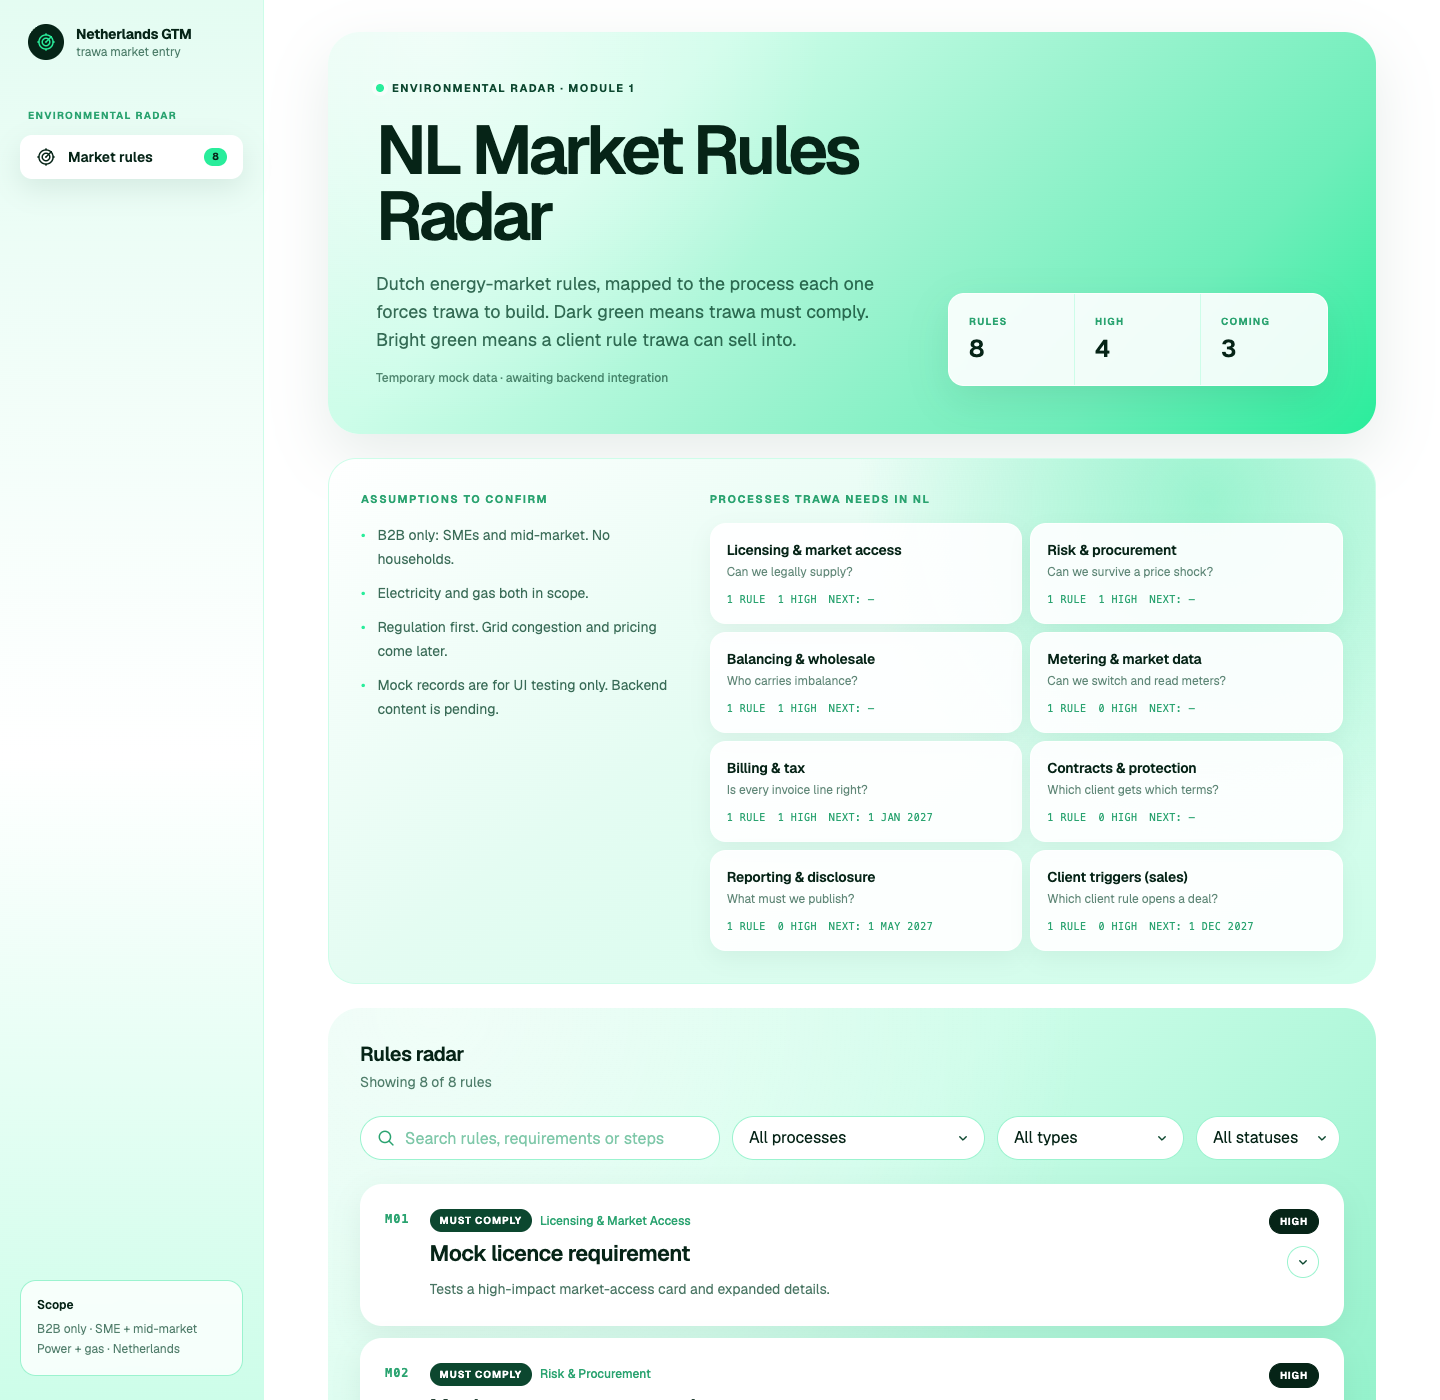 Netherlands GTM
trawa market entry
ENVIRONMENTAL RADAR
Market rules
8
Scope
B2B only · SME + mid-market
Power + gas · Netherlands
ENVIRONMENTAL RADAR · MODULE 1
NL Market Rules
Radar
Dutch energy-market rules, mapped to the process each one
forces trawa to build. Dark green means trawa must comply.
Bright green means a client rule trawa can sell into.
Temporary mock data · awaiting backend integration
RULES
8
HIGH
4
COMING
3
ASSUMPTIONS TO CONFIRM
• B2B only: SMEs and mid-market. No
households.
• Electricity and gas both in scope.
• Regulation first. Grid congestion and pricing
come later.
• Mock records are for UI testing only. Backend
content is pending.
PROCESSES TRAWA NEEDS IN NL
Licensing & market access
Can we legally supply?
1 RULE 1 HIGH NEXT: —
Risk & procurement
Can we survive a price shock?
1 RULE 1 HIGH NEXT: —
Balancing & wholesale
Who carries imbalance?
1 RULE 1 HIGH NEXT: —
Metering & market data
Can we switch and read meters?
1 RULE 0 HIGH NEXT: —
Billing & tax
Is every invoice line right?
1 RULE 1 HIGH NEXT: 1 JAN 2027
Contracts & protection
Which client gets which terms?
1 RULE 0 HIGH NEXT: —
Reporting & disclosure
What must we publish?
1 RULE 0 HIGH NEXT: 1 MAY 2027
Client triggers (sales)
Which client rule opens a deal?
1 RULE 0 HIGH NEXT: 1 DEC 2027
Rules radar
Showing 8 of 8 rules
Search rules, requirements or steps
All processes
All types
All statuses
M01
MUST COMPLY Licensing & Market Access
HIGH
Mock licence requirement
Tests a high-impact market-access card and expanded details.
M02
MUST COMPLY Risk & Procurement
HIGH